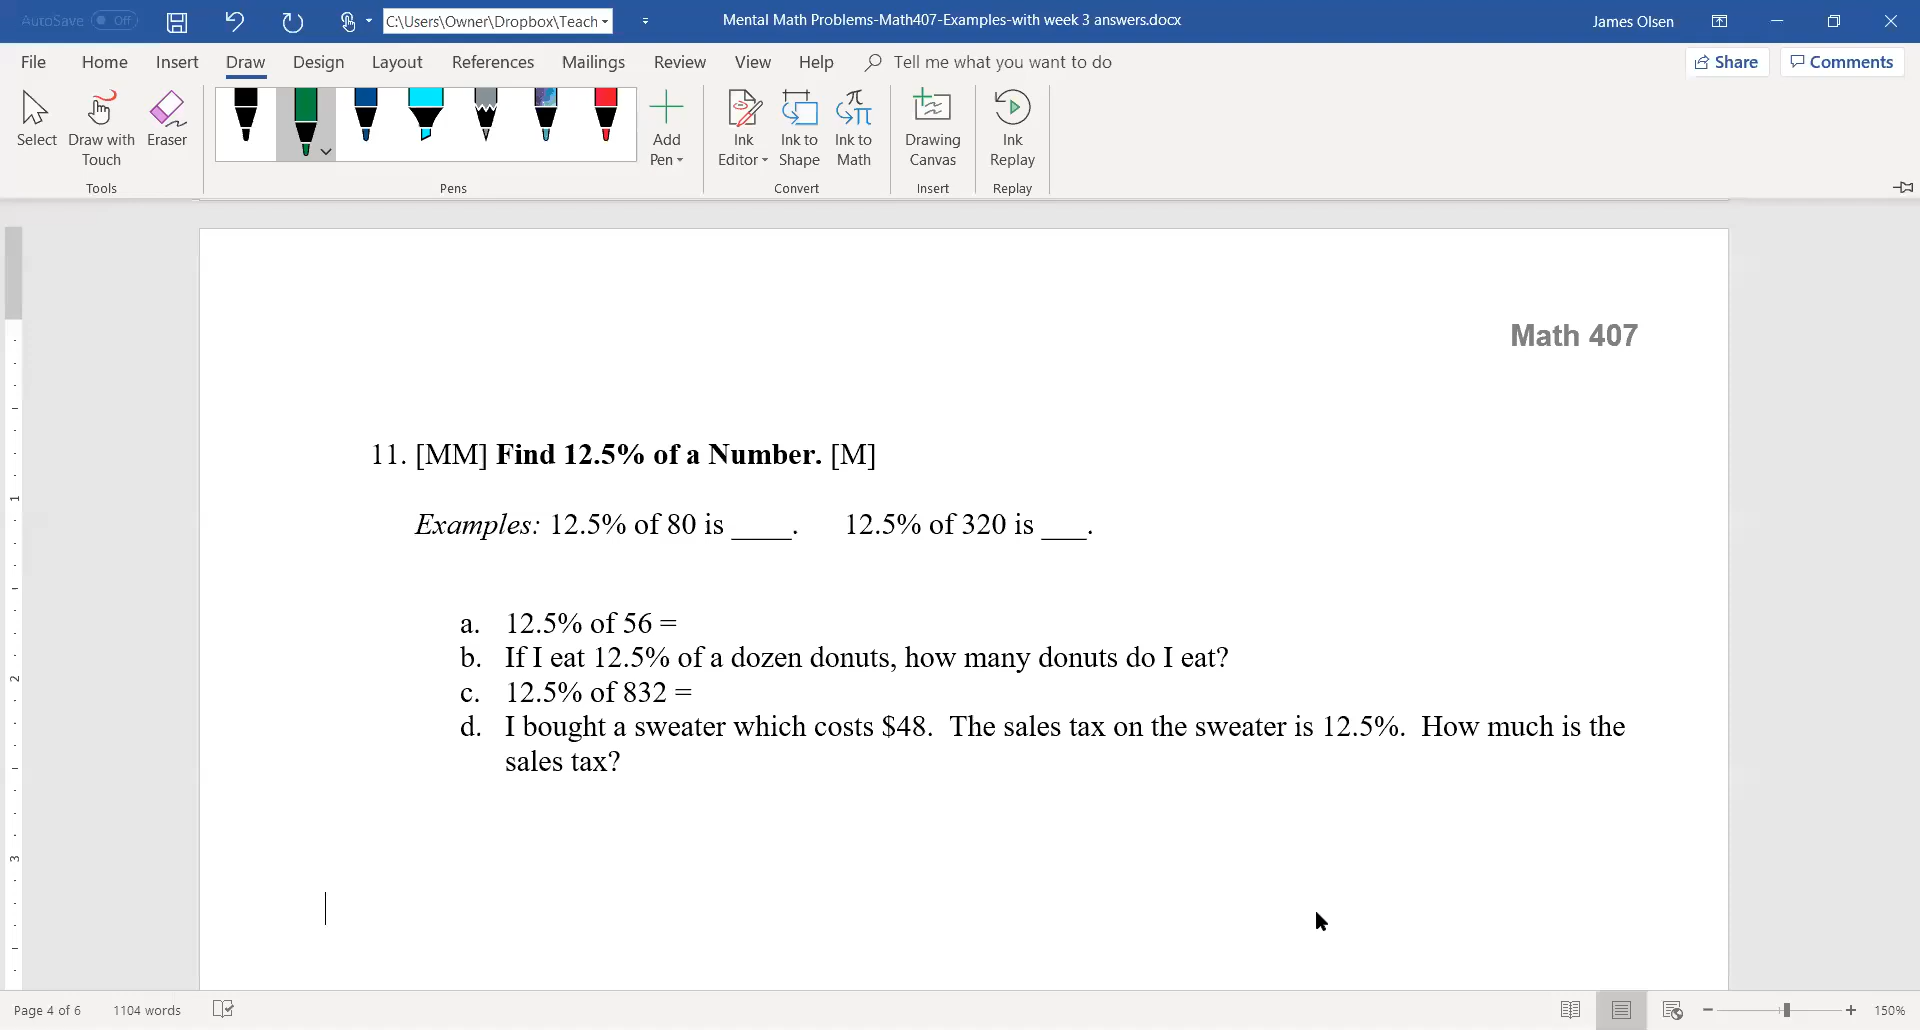 AutoSave Off C:\Users\Owner\Dropbox\Teach Mental Math Problems-Math407-Examples-with week 3 answers.docx James Olsen
File Home Insert Draw Design Layout References Mailings Review View Help Tell me what you want to do Share Comments
Select Draw with Touch Eraser Add Pen Ink Editor Ink to Shape Ink to Math Drawing Canvas Ink Replay
Tools Pens Convert Insert Replay
Math 407
11. [MM] Find 12.5% of a Number. [M]
Examples: 12.5% of 80 is ____. 12.5% of 320 is ___.
a. 12.5% of 56 =
b. If I eat 12.5% of a dozen donuts, how many donuts do I eat?
c. 12.5% of 832 =
d. I bought a sweater which costs $48. The sales tax on the sweater is 12.5%. How much is the
sales tax?
1
2
3
Page 4 of 6 1104 words 150%